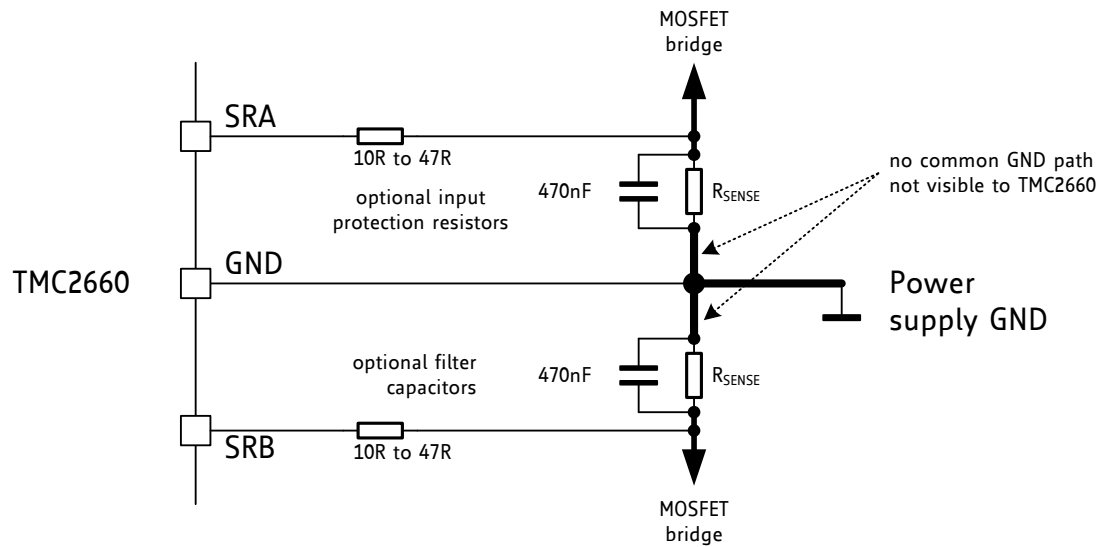 MOSFET
bridge
SRA
10R to 47R
optional input
protection resistors
470nF
RSENSE
no common GND path
not visible to TMC2660
TMC2660
GND
Power
supply GND
optional filter
capacitors
470nF
RSENSE
SRB
10R to 47R
MOSFET
bridge